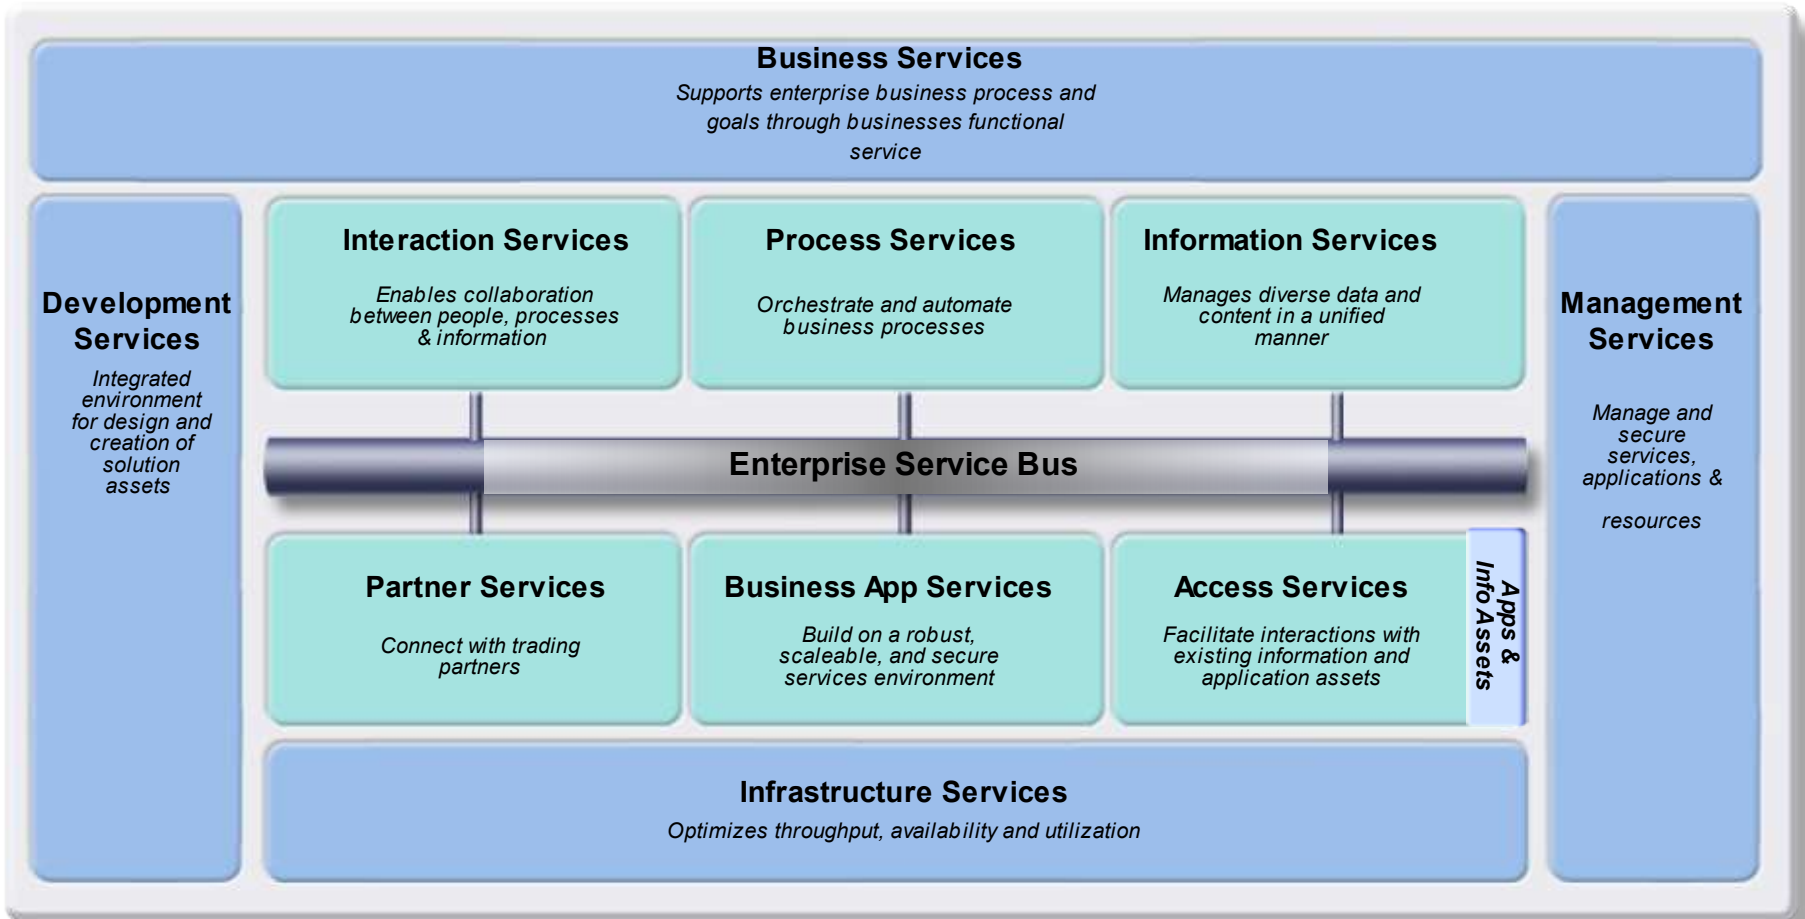 Business Services
Supports enterprise business process and
goals through businesses functional
service
Development
Services
Integrated
environment
for design and
creation of
solution
assets
Interaction Services
Enables collaboration
between people, processes
& information
Process Services
Orchestrate and automate
business processes
Information Services
Manages diverse data and
content in a unified
manner
Management
Services
Manage and
secure
services,
applications &
resources
Enterprise Service Bus
Partner Services
Connect with trading
partners
Business App Services
Build on a robust,
scaleable, and secure
services environment
Access Services
Facilitate interactions with
existing information and
application assets
Apps &
Info Assets
Infrastructure Services
Optimizes throughput, availability and utilization